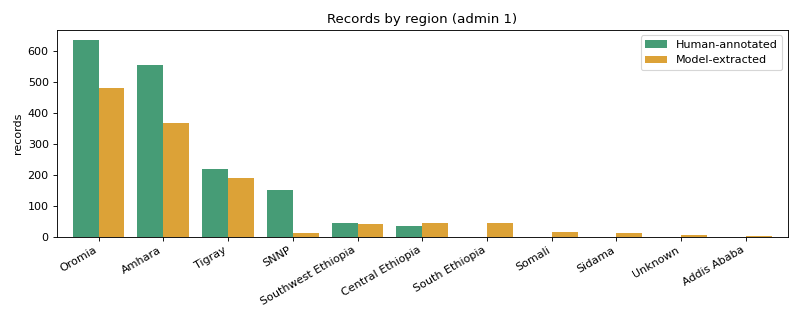 Records by region (admin 1)
Human-annotated
Model-extracted
records
600
500
400
300
200
100
0
Oromia
Amhara
Tigray
SNNP
Southwest Ethiopia
Central Ethiopia
South Ethiopia
Somali
Sidama
Unknown
Addis Ababa